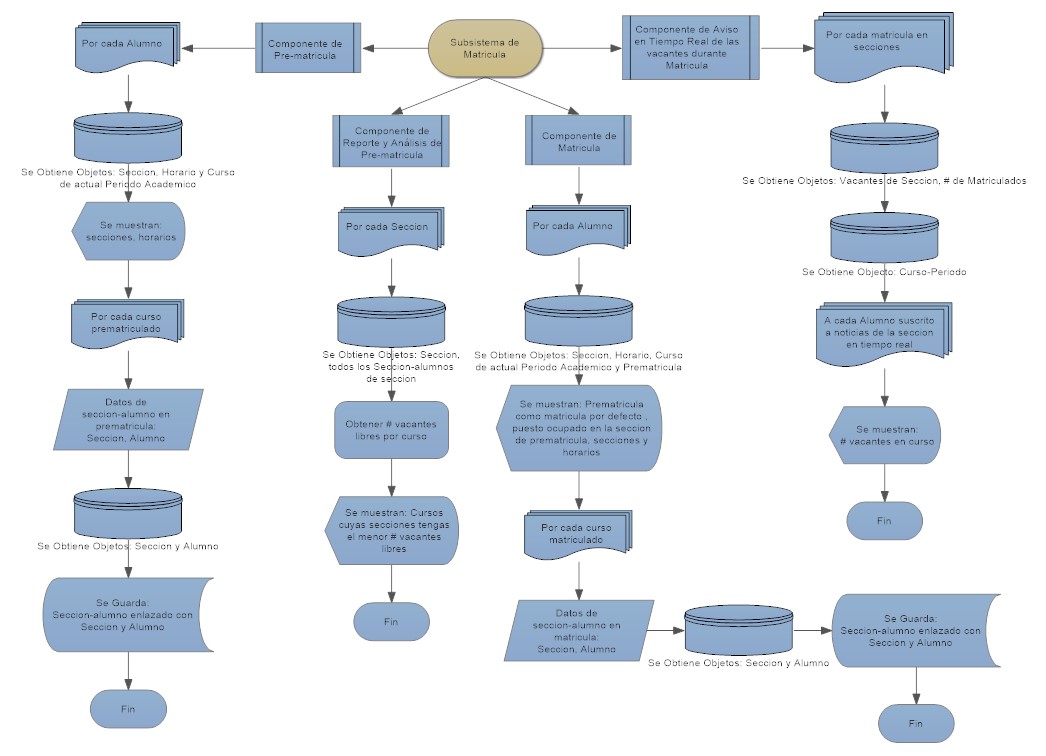 Por cada Alumno
Componente de
Pre-matricula
Subsistema de
Matricula
Componente de Aviso
en Tiempo Real de las
vacantes durante
Matricula
Por cada matricula en
secciones
Se Obtiene Objetos: Seccion, Horario y Curso
de actual Periodo Academico
Se muestran:
secciones, horarios
Por cada curso
prematriculado
Datos de
seccion-alumno en
prematricula:
Seccion, Alumno
Se Obtiene Objetos: Seccion y Alumno
Se Guarda:
Seccion-alumno enlazado con
Seccion y Alumno
Fin
Componente de
Reporte y Análisis de
Pre-matricula
Por cada Seccion
Se Obtiene Objetos: Seccion,
todos los Seccion-alumnos
de seccion
Obtener # vacantes
libres por curso
Se muestran: Cursos
cuyas secciones tengas
el menor # vacantes
libres
Fin
Componente de
Matricula
Por cada Alumno
Se Obtiene Objetos: Seccion, Horario, Curso
de actual Periodo Academico y Prematricula
Se muestran: Prematricula
como matricula por defecto ,
puesto ocupado en la seccion
de prematricula, secciones y
horarios
Por cada curso
matriculado
Datos de
seccion-alumno en
matricula:
Seccion, Alumno
Se Obtiene Objetos: Seccion y Alumno
Se Guarda:
Seccion-alumno enlazado con
Seccion y Alumno
Fin
Se Obtiene Objetos: Vacantes de Seccion, # de Matriculados
Se Obtiene Objecto: Curso-Periodo
A cada Alumno suscrito
a noticias de la seccion
en tiempo real
Se muestran:
# vacantes en curso
Fin